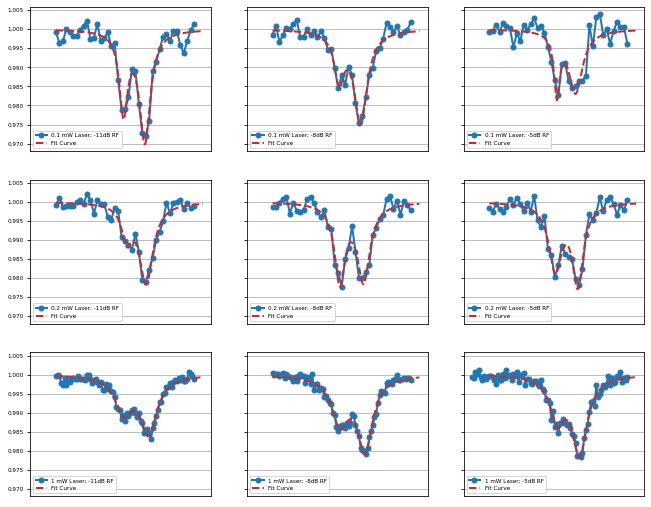 1.005
1.000
0.995
0.990
0.985
0.980
0.975
0.970
0.1 mW Laser; -11dB RF
Fit Curve
0.1 mW Laser; -8dB RF
Fit Curve
0.1 mW Laser; -5dB RF
Fit Curve
1.005
1.000
0.995
0.990
0.985
0.980
0.975
0.970
0.2 mW Laser; -11dB RF
Fit Curve
0.2 mW Laser; -8dB RF
Fit Curve
0.2 mW Laser; -5dB RF
Fit Curve
1.005
1.000
0.995
0.990
0.985
0.980
0.975
0.970
1 mW Laser; -11dB RF
Fit Curve
1 mW Laser; -8dB RF
Fit Curve
1 mW Laser; -5dB RF
Fit Curve